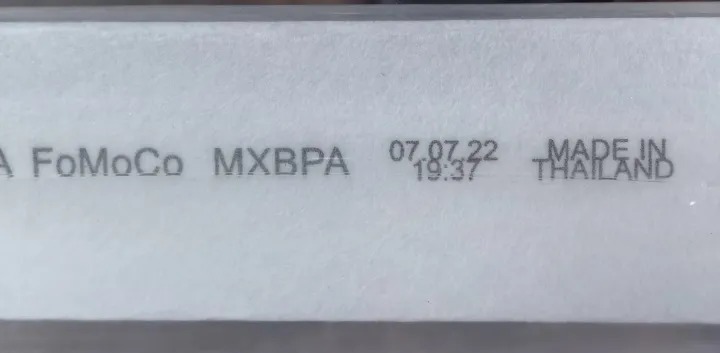 A FoMoCo MXBPA 07.07.22 MADE IN
19:37 THAILAND